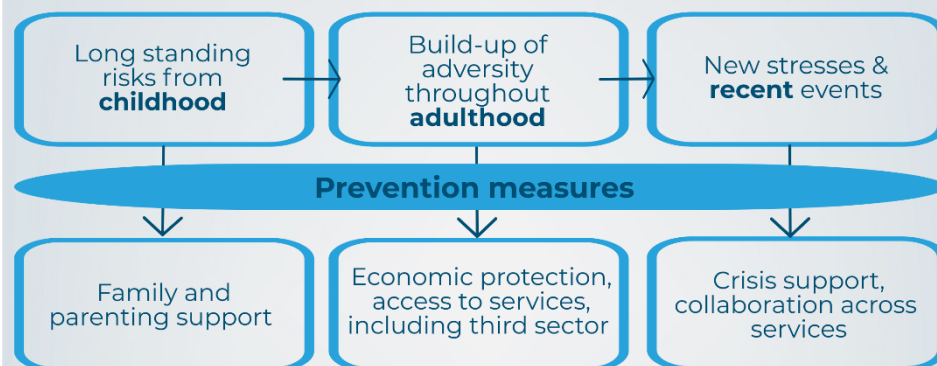 Long standing
risks from
childhood
Build-up of
adversity
throughout
adulthood
New stresses &
recent events
Prevention measures
Family and
parenting support
Economic protection,
access to services,
including third sector
Crisis support,
collaboration across
services